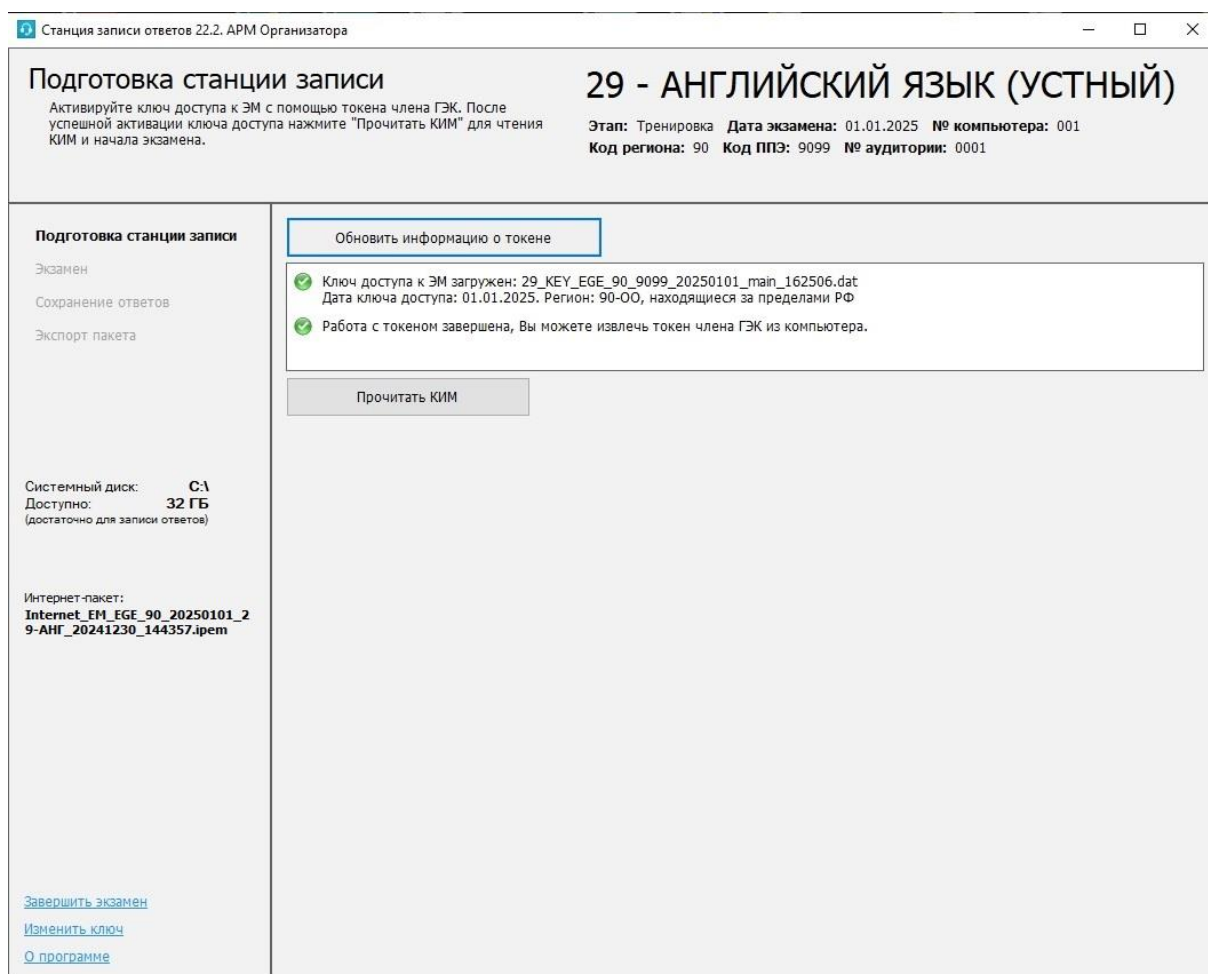 Станция записи ответов 22.2. АРМ Организатора
Подготовка станции записи
Активируйте ключ доступа к ЭМ с помощью токена члена ГЭК. После
успешной активации ключа доступа нажмите "Прочитать КИМ" для чтения
КИМ и начала экзамена.
29 - АНГЛИЙСКИЙ ЯЗЫК (УСТНЫЙ)
Этап: Тренировка Дата экзамена: 01.01.2025 № компьютера: 001
Код региона: 90 Код ППЭ: 9099 № аудитории: 0001
Подготовка станции записи
Экзамен
Сохранение ответов
Экспорт пакета
Системный диск: C:\
Доступно: 32 ГБ
(достаточно для записи ответов)
Интернет-пакет:
Internet_EM_EGE_90_20250101_2
9-АНГ_20241230_144357.ipem
Завершить экзамен
Изменить ключ
О программе
Обновить информацию о токене
Ключ доступа к ЭМ загружен: 29_KEY_EGE_90_9099_20250101_main_162506.dat
Дата ключа доступа: 01.01.2025. Регион: 90-ОО, находящиеся за пределами РФ
Работа с токеном завершена, Вы можете извлечь токен члена ГЭК из компьютера.
Прочитать КИМ